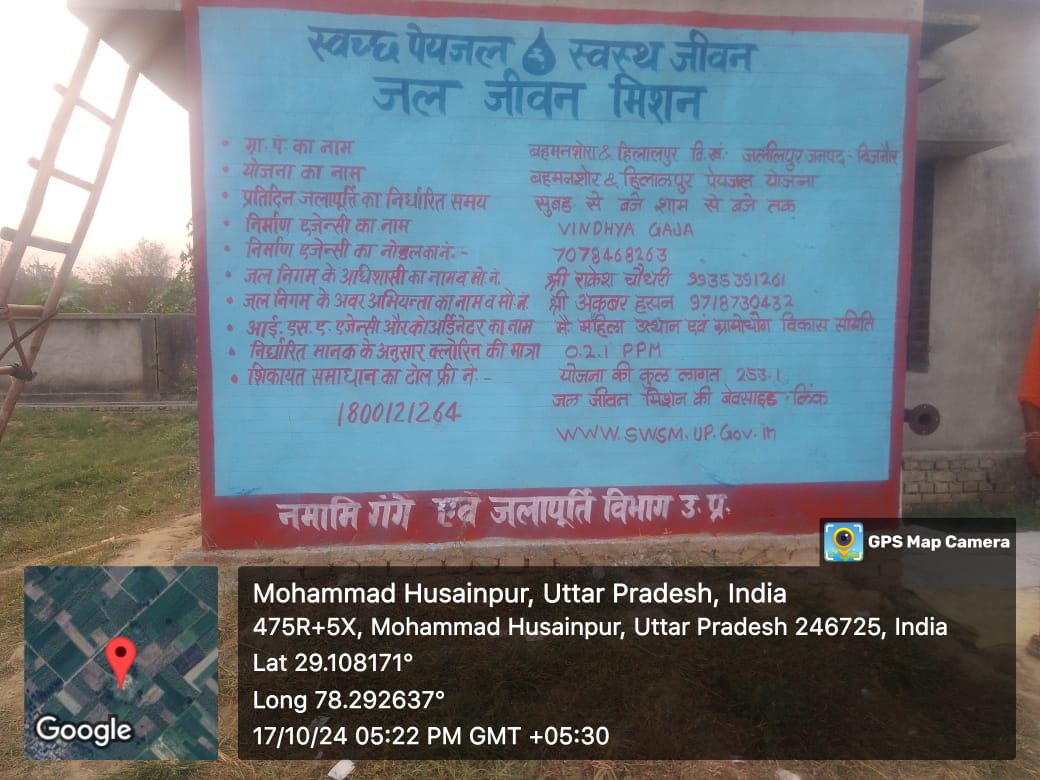 स्वच्छ पेयजल स्वस्थ जीवन
जल जीवन मिशन
• ग्रा. पं. का नाम बहमनशोरा & हिलालपुर वि.खं. जलीलपुर जनपद - बिजनौर
• योजना का नाम बहमनशोर & हिलालपुर पेयजल योजना
• प्रतिदिन जलापूर्ति का निर्धारित समय सुबह से बजे शाम से बजे तक
• निर्माण एजेन्सी का नाम VINDHYA GAJA
• निर्माण एजेन्सी का नं. - 7078468263
• जल निगम के अधिशासी का नाम व मो. नं. श्री राकेश चौधरी 9935391261
• जल निगम के अवर अभियन्ता का नाम व मो. नं. श्री अकबर हसन 9718730432
• आई. एस. ए. एजेन्सी और कोआर्डिनेटर का नाम मै. महिला उत्थान एवं ग्रामोद्योग विकास समिति
• निर्धारित मानक के अनुसार क्लोरिन की मात्रा 0.2.1 PPM
• शिकायत समाधान का टोल फ्री नं. - योजना की कुल लागत 253.1
जल जीवन मिशन की बेवसाइड - लिंक
1800121264
WWW.SWSM.UP.Gov.in
नमामि गंगे एवं जलापूर्ति विभाग उ. प्र.
GPS Map Camera
Mohammad Husainpur, Uttar Pradesh, India
475R+5X, Mohammad Husainpur, Uttar Pradesh 246725, India
Lat 29.108171°
Long 78.292637°
17/10/24 05:22 PM GMT +05:30
Google